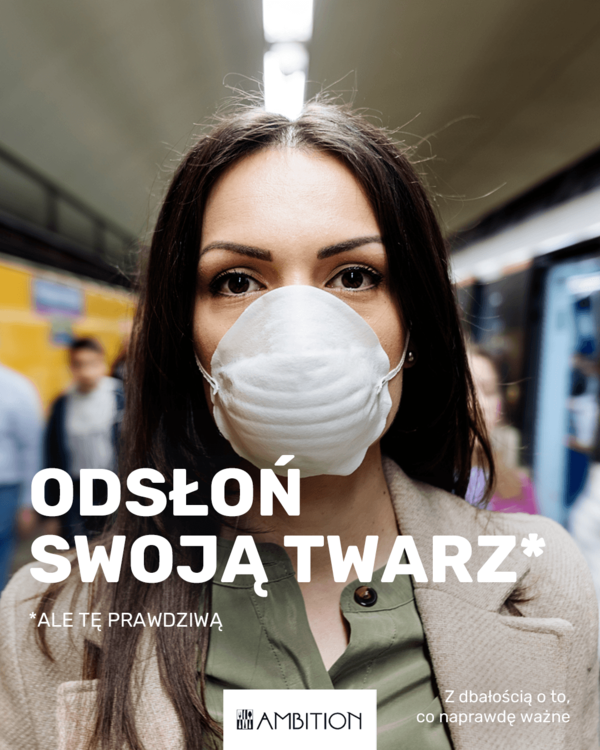 ODSŁOŃ
SWOJĄ TWARZ*
*ALE TĘ PRAWDZIWĄ
AMBITION
Z dbałością o to,
co naprawdę ważne